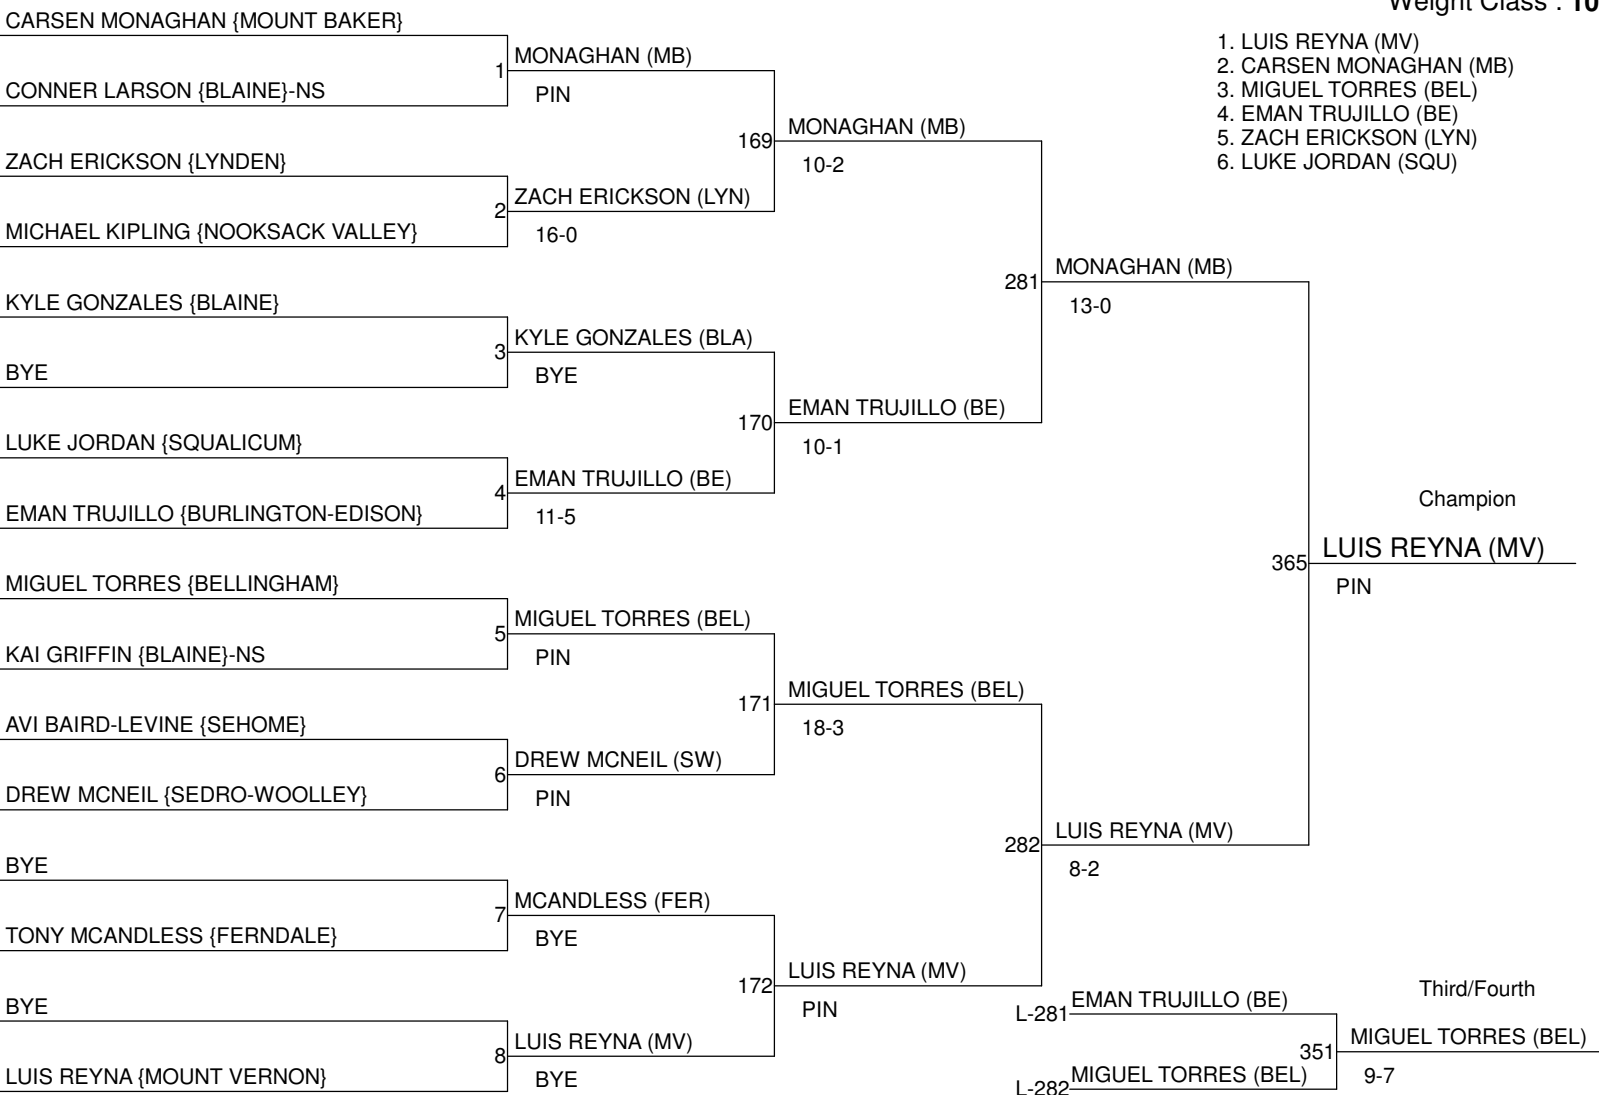 Weight Class : 10
1. LUIS REYNA (MV)
2. CARSEN MONAGHAN (MB)
3. MIGUEL TORRES (BEL)
4. EMAN TRUJILLO (BE)
5. ZACH ERICKSON (LYN)
6. LUKE JORDAN (SQU)
CARSEN MONAGHAN {MOUNT BAKER}
CONNER LARSON {BLAINE}-NS
ZACH ERICKSON {LYNDEN}
MICHAEL KIPLING {NOOKSACK VALLEY}
KYLE GONZALES {BLAINE}
BYE
LUKE JORDAN {SQUALICUM}
EMAN TRUJILLO {BURLINGTON-EDISON}
MIGUEL TORRES {BELLINGHAM}
KAI GRIFFIN {BLAINE}-NS
AVI BAIRD-LEVINE {SEHOME}
DREW MCNEIL {SEDRO-WOOLLEY}
BYE
TONY MCANDLESS {FERNDALE}
BYE
LUIS REYNA {MOUNT VERNON}
1 MONAGHAN (MB)
PIN
2 ZACH ERICKSON (LYN)
16-0
3 KYLE GONZALES (BLA)
BYE
4 EMAN TRUJILLO (BE)
11-5
5 MIGUEL TORRES (BEL)
PIN
6 DREW MCNEIL (SW)
PIN
7 MCANDLESS (FER)
BYE
8 LUIS REYNA (MV)
BYE
169 MONAGHAN (MB)
10-2
170 EMAN TRUJILLO (BE)
10-1
171 MIGUEL TORRES (BEL)
18-3
172 LUIS REYNA (MV)
PIN
281 MONAGHAN (MB)
13-0
282 LUIS REYNA (MV)
8-2
Champion
365 LUIS REYNA (MV)
PIN
L-281 EMAN TRUJILLO (BE)
L-282 MIGUEL TORRES (BEL)
Third/Fourth
351 MIGUEL TORRES (BEL)
9-7